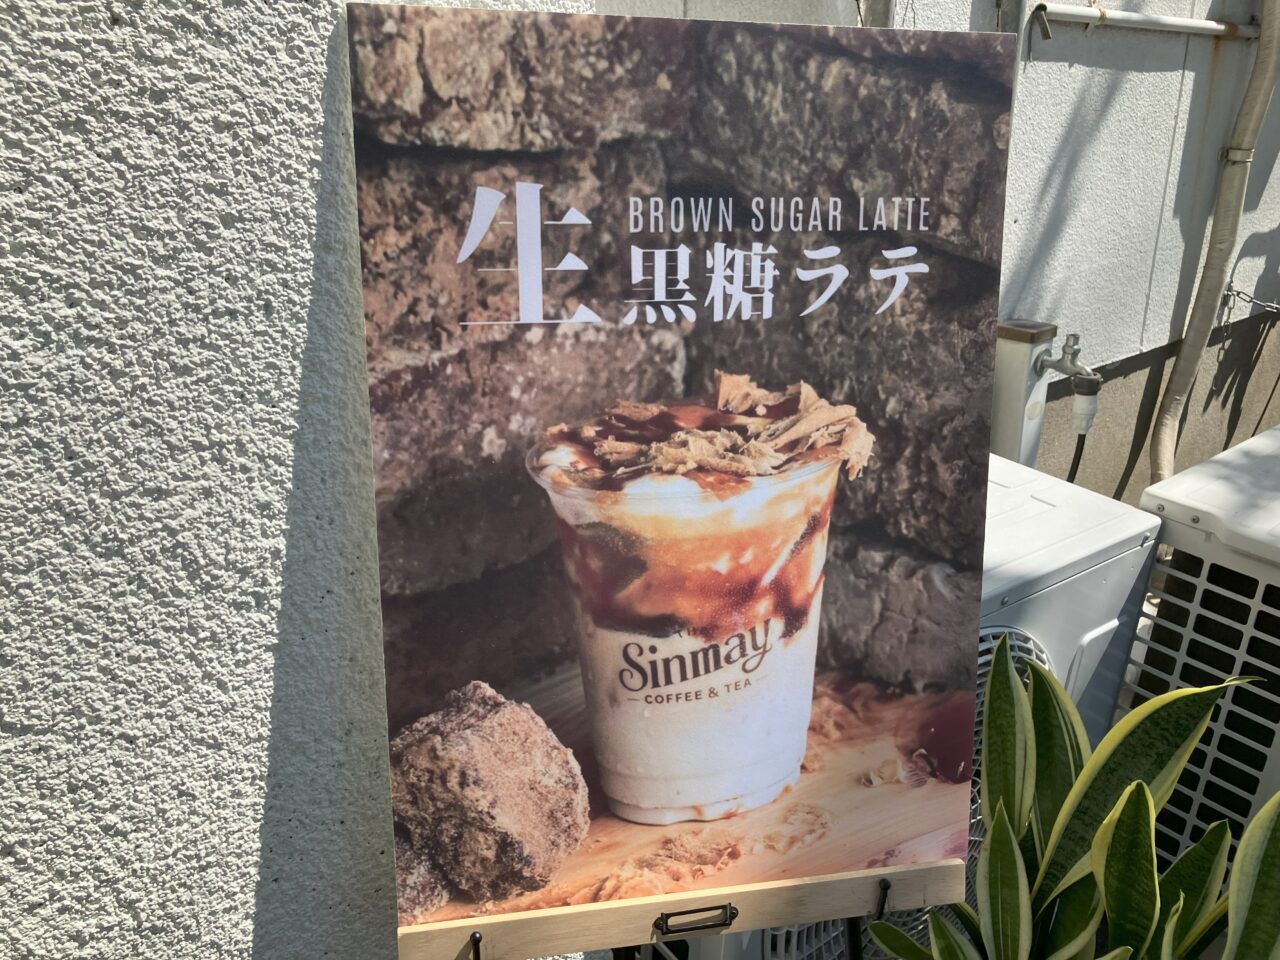 生
BROWN SUGAR LATTE
黒糖ラテ
Sinmay
COFFEE & TEA